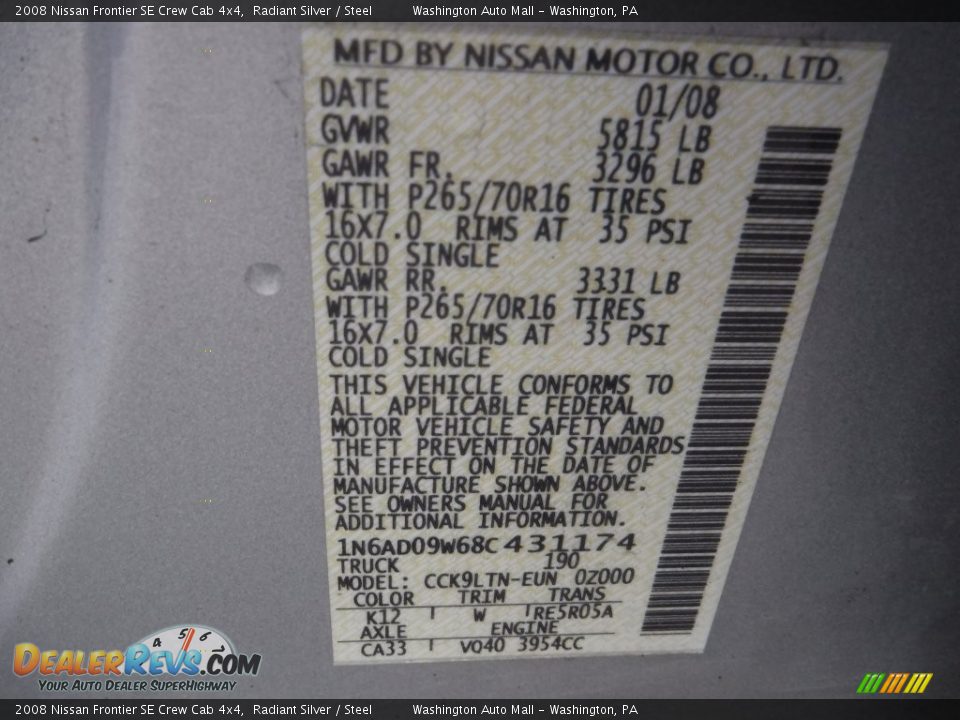 2008 Nissan Frontier SE Crew Cab 4x4, Radiant Silver / Steel Washington Auto Mall - Washington, PA
MFD BY NISSAN MOTOR CO., LTD.
DATE 01/08
GVWR 5815 LB
GAWR FR. 3296 LB
WITH P265/70R16 TIRES
16X7.0 RIMS AT 35 PSI
COLD SINGLE
GAWR RR. 3331 LB
WITH P265/70R16 TIRES
16X7.0 RIMS AT 35 PSI
COLD SINGLE
THIS VEHICLE CONFORMS TO
ALL APPLICABLE FEDERAL
MOTOR VEHICLE SAFETY AND
THEFT PREVENTION STANDARDS
IN EFFECT ON THE DATE OF
MANUFACTURE SHOWN ABOVE.
SEE OWNERS MANUAL FOR
ADDITIONAL INFORMATION.
1N6AD09W68C431174
TRUCK 190
MODEL: CCK9LTN-EUN 0Z000
COLOR TRIM TRANS
K12 W RE5R05A
AXLE ENGINE
CA33 VQ40 3954CC
4 5 6 7
DEALERREVS.COM
YOUR AUTO DEALER SUPERHIGHWAY
2008 Nissan Frontier SE Crew Cab 4x4, Radiant Silver / Steel Washington Auto Mall - Washington, PA